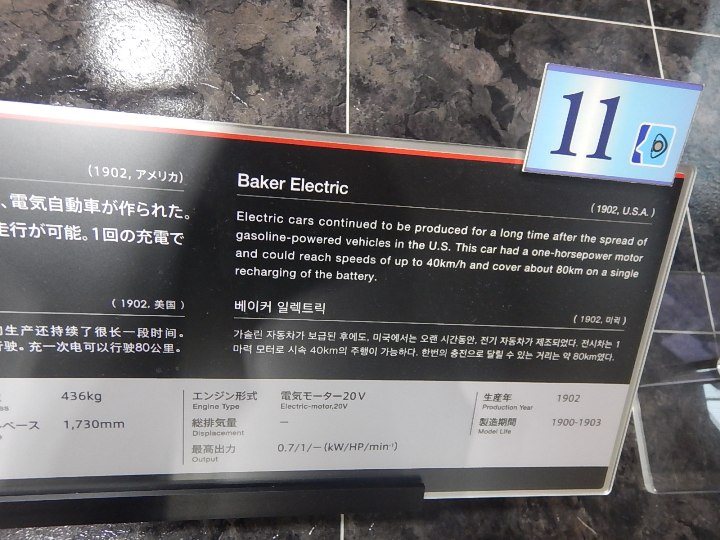 11
(1902, アメリカ)
、電気自動車が作られた。
走行が可能。1回の充電で
Baker Electric
(1902, U.S.A.)
Electric cars continued to be produced for a long time after the spread of
gasoline-powered vehicles in the U.S. This car had a one-horsepower motor
and could reach speeds of up to 40km/h and cover about 80km on a single
recharging of the battery.
(1902, 美国)
生产还持续了很长一段时间。
行驶。充一次电可以行驶80公里。
베이커 일렉트릭
(1902, 미국)
가솔린 자동차가 보급된 후에도, 미국에서는 오랜 시간동안, 전기 자동차가 제조되었다. 전시차는 1
마력 모터로 시속 40km의 주행이 가능하다. 한번의 충전으로 달릴 수 있는 거리는 약 80km였다.
436kg
ベース 1,730mm
エンジン形式 電気モーター20V
Engine Type Electric-motor,20V
総排気量 —
Displacement
最高出力 0.7/1/—(kW/HP/min⁻¹)
Output
生産年 1902
Production Year
製造期間 1900-1903
Model Life